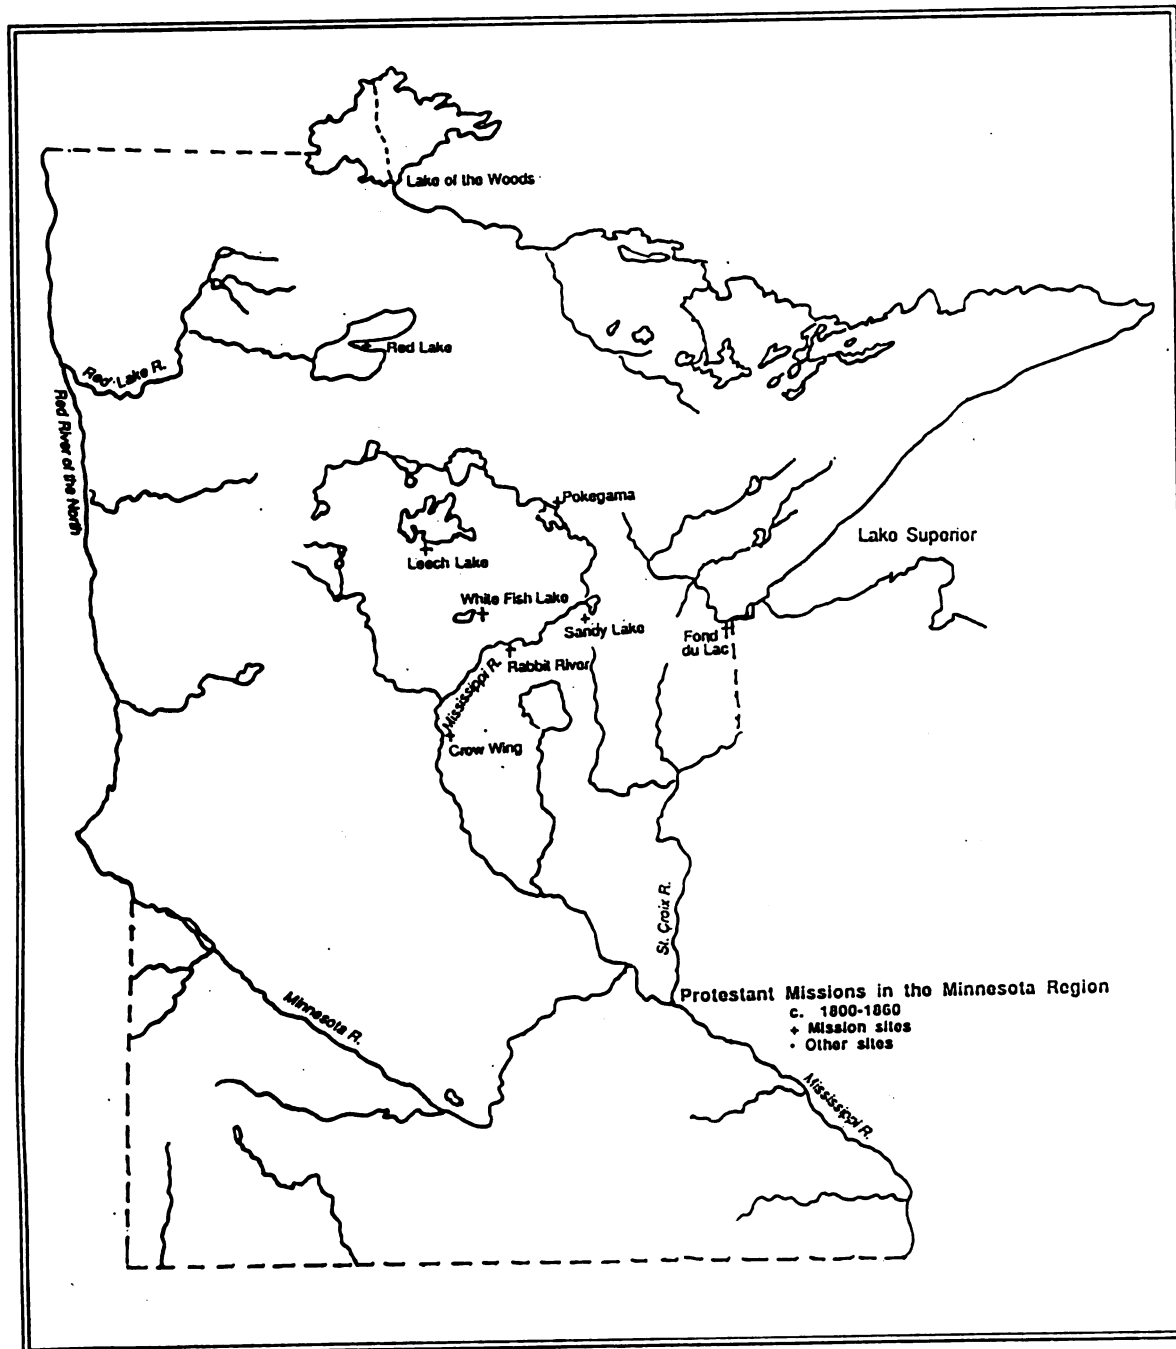 Lake of the Woods
Red Lake
Red Lake R.
Red River of the North
Pokegama
Leech Lake
Lake Superior
White Fish Lake
Sandy Lake
Fond
du Lac
Rabbit River
Mississippi R.
Crow Wing
St. Croix R.
Protestant Missions in the Minnesota Region
c. 1800-1860
+ Mission sites
• Other sites
Minnesota R.
Mississippi R.